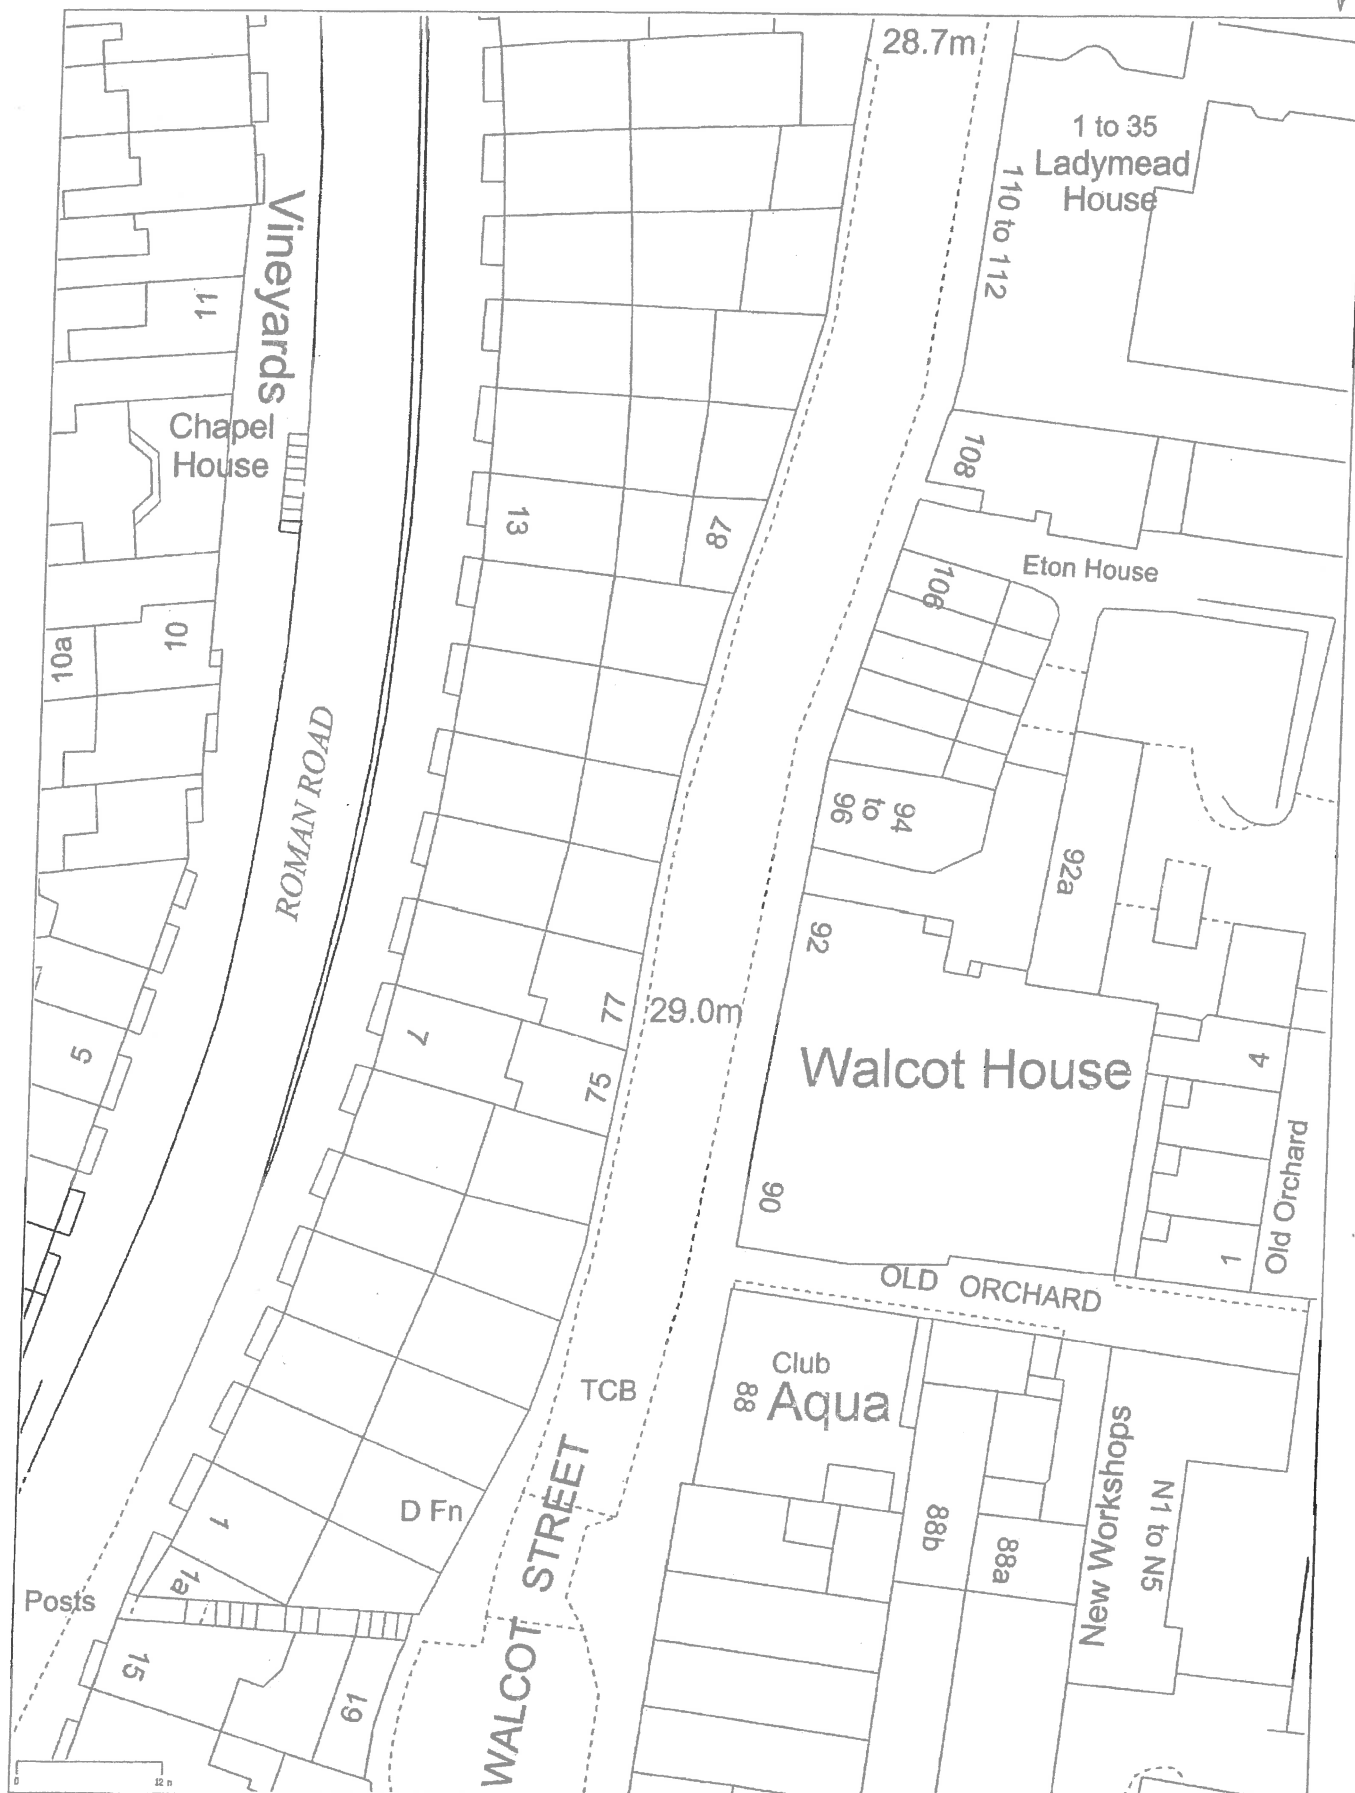 28.7m
1 to 35
Ladymead
House
110 to 112
Vineyards
11
Chapel
House
108
13
87
Eton House
106
10
10a
ROMAN ROAD
94
to
96
92a
92
77
29.0m
7
5
75
Walcot House
4
Old Orchard
90
1
OLD ORCHARD
Club
Aqua
88
TCB
WALCOT STREET
New Workshops
N1 to N5
D Fn
88b
88a
1
1a
Posts
15
19
0
12 m